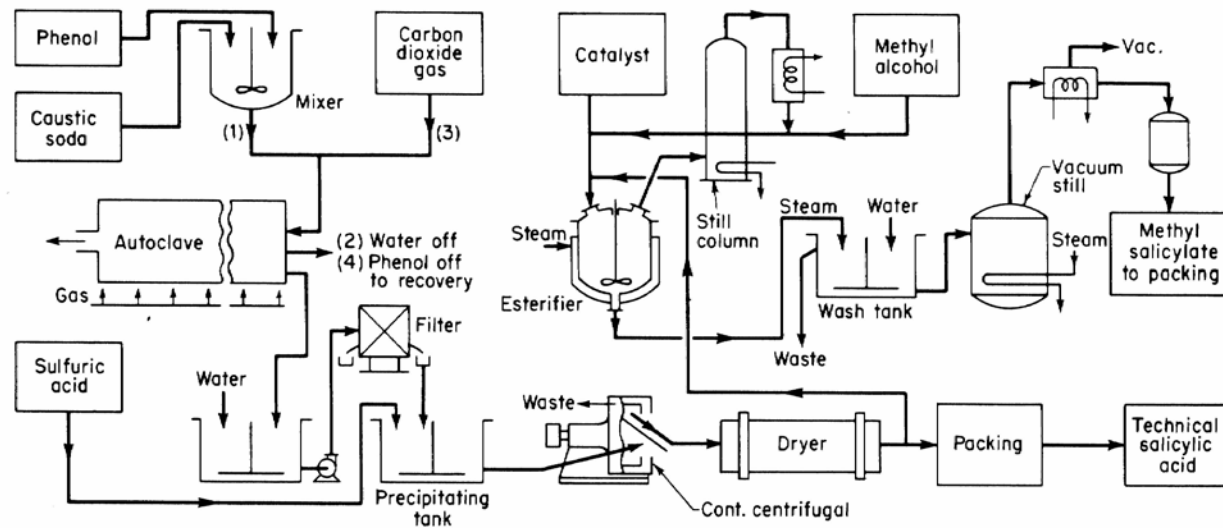 Phenol
Caustic
soda
Mixer
(1)
Carbon
dioxide
gas
(3)
Catalyst
Methyl
alcohol
Vac.
Autoclave
(2) Water off
(4) Phenol off
to recovery
Gas
Steam
Esterifier
Still
column
Steam
Water
Wash tank
Waste
Vacuum
still
Steam
Methyl
salicylate
to packing
Sulfuric
acid
Water
Filter
Precipitating
tank
Waste
Cont. centrifugal
Dryer
Packing
Technical
salicylic
acid